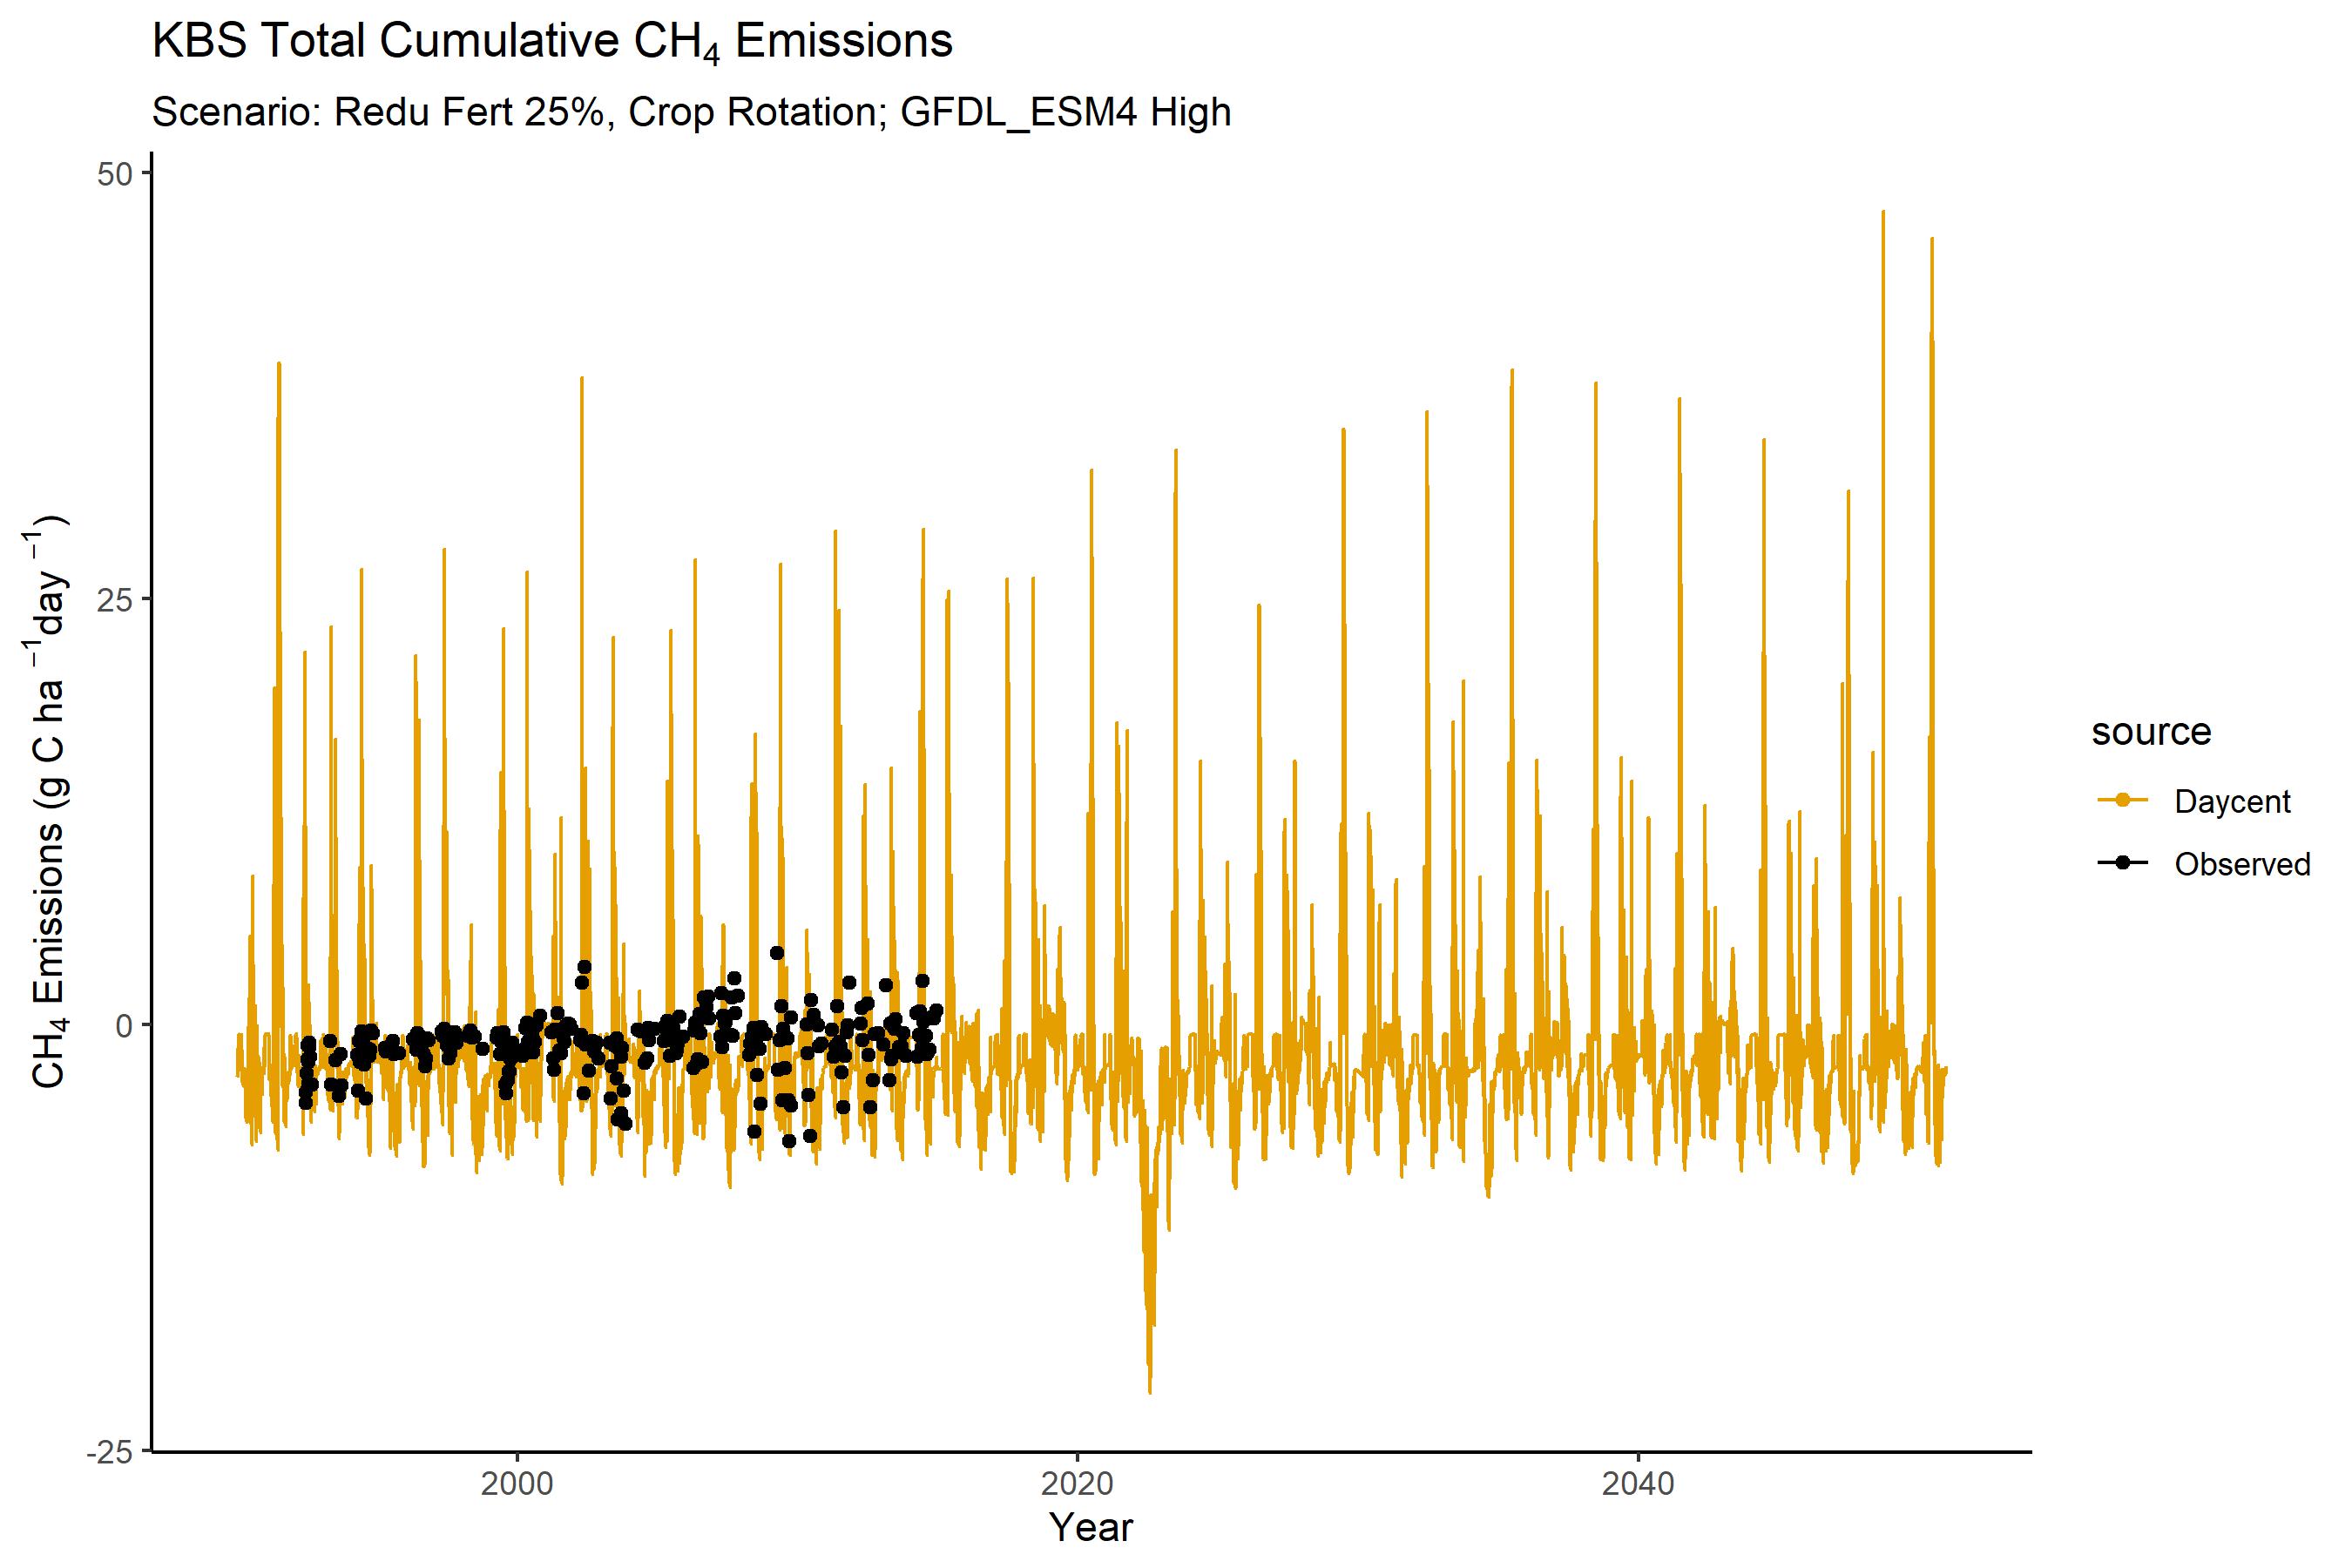 KBS Total Cumulative CH₄ Emissions
Scenario: Redu Fert 25%, Crop Rotation; GFDL_ESM4 High
CH₄ Emissions (g C ha ⁻¹day ⁻¹)
50
25
0
-25
2000
2020
2040
Year
source
Daycent
Observed